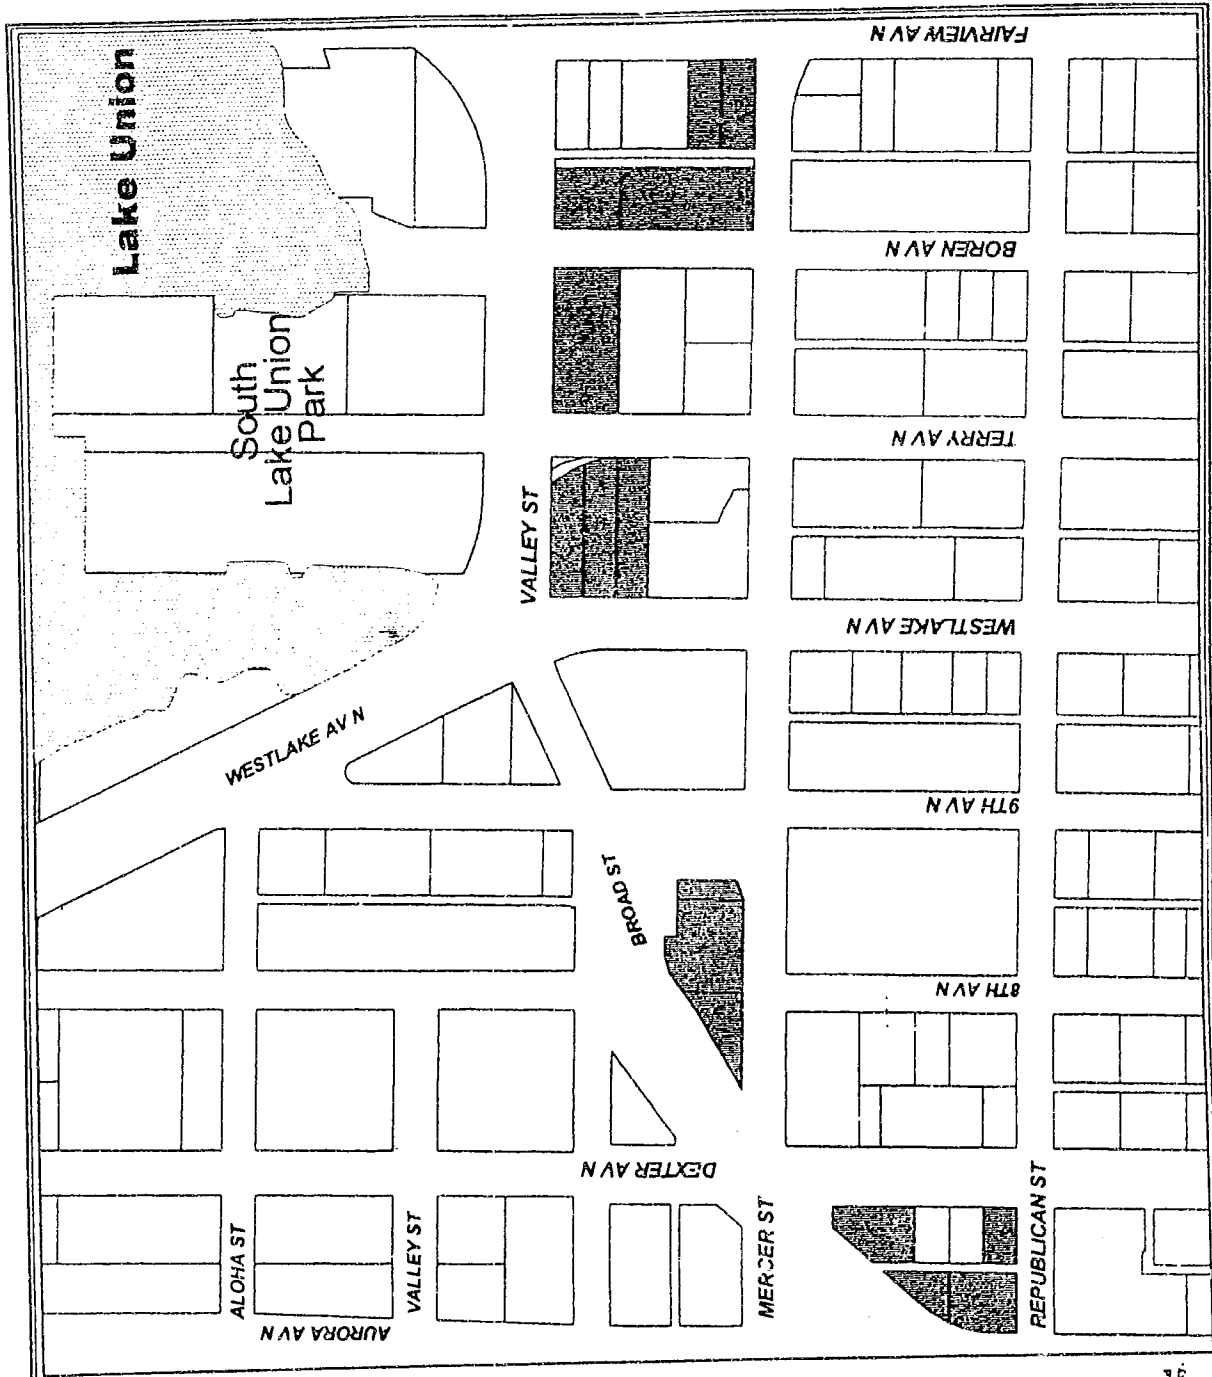 FAIRVIEW AV N
Lake Union
BOREN AV N
South
Lake Union
Park
TERRY AV N
VALLEY ST
WESTLAKE AV N
WESTLAKE AV N
9TH AV N
BROAD ST
8TH AV N
DEXTER AV N
ALOHA ST
VALLEY ST
MERCER ST
REPUBLICAN ST
AURORA AV N